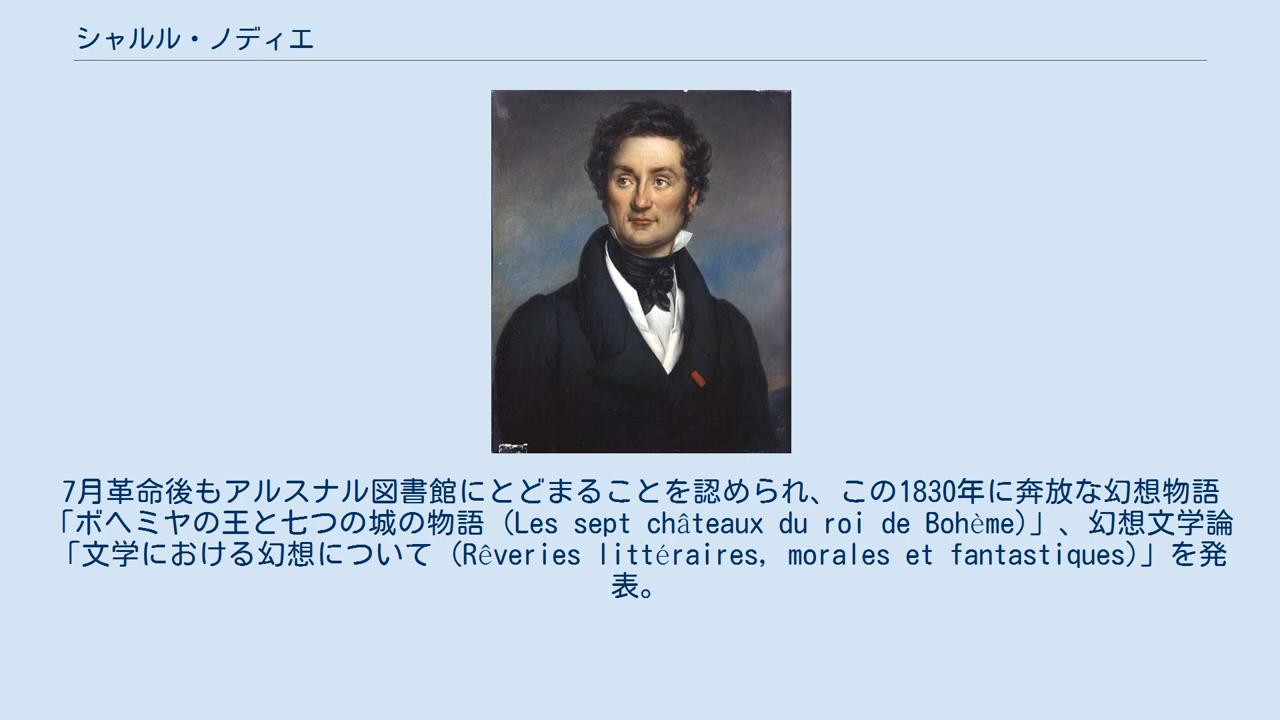 シャルル・ノディエ
7月革命後もアルスナル図書館にとどまることを認められ、この1830年に奔放な幻想物語
「ボヘミヤの王と七つの城の物語（Les sept châteaux du roi de Bohème)」、幻想文学論
「文学における幻想について（Rêveries littéraires, morales et fantastiques)」を発
表。